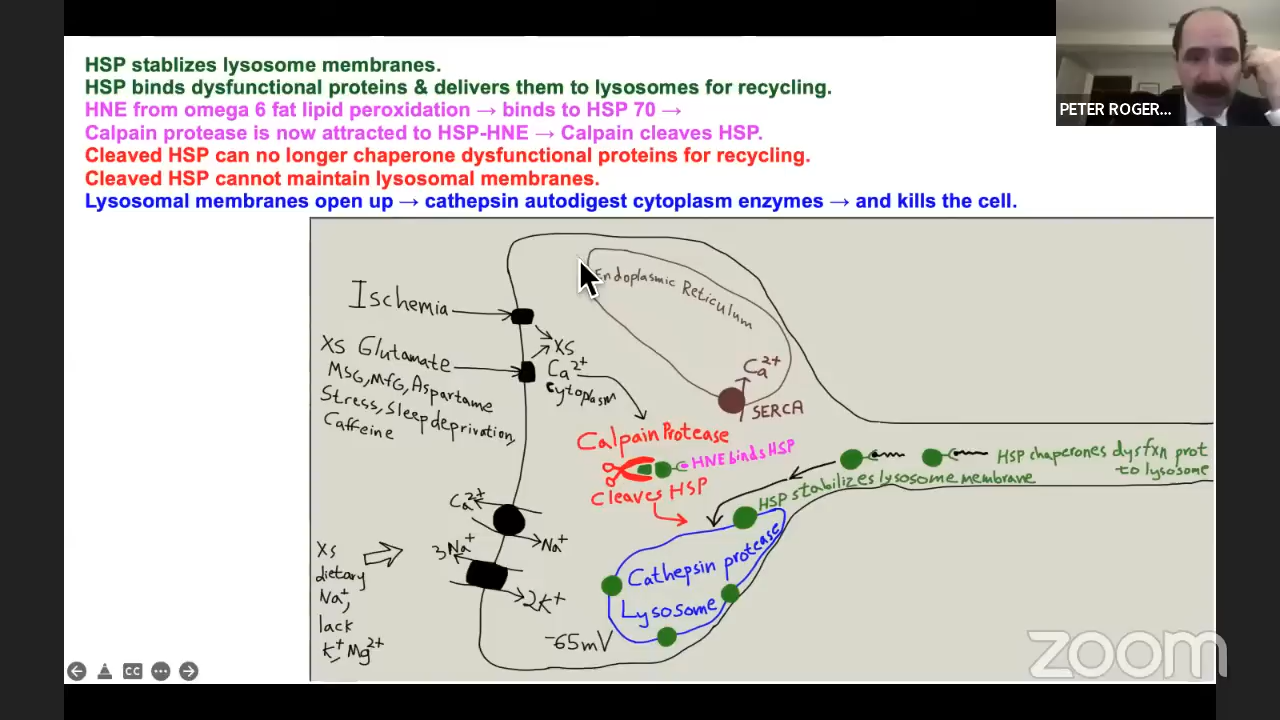 HSP stablizes lysosome membranes.
HSP binds dysfunctional proteins & delivers them to lysosomes for recycling.
HNE from omega 6 fat lipid peroxidation → binds to HSP 70 →
Calpain protease is now attracted to HSP-HNE → Calpain cleaves HSP.
Cleaved HSP can no longer chaperone dysfunctional proteins for recycling.
Cleaved HSP cannot maintain lysosomal membranes.
Lysosomal membranes open up → cathepsin autodigest cytoplasm enzymes → and kills the cell.
PETER ROGER...
Endoplasmic Reticulum
Ischemia
XS Glutamate
MSG, MfG, Aspartame
Stress, Sleep deprivation,
Caffeine
XS
Ca²⁺
cytoplasm
Ca²⁺
SERCA
Calpain Protease
HNE binds HSP
Cleaves HSP
HSP chaperones dysfxn prot
to lysosome
HSP stabilizes lysosome membrane
Cathepsin protease
Lysosome
Ca²⁺
Na⁺
3Na⁺
2K⁺
-65mV
XS
dietary
Na⁺,
lack
K⁺ Mg²⁺
CC
zoom